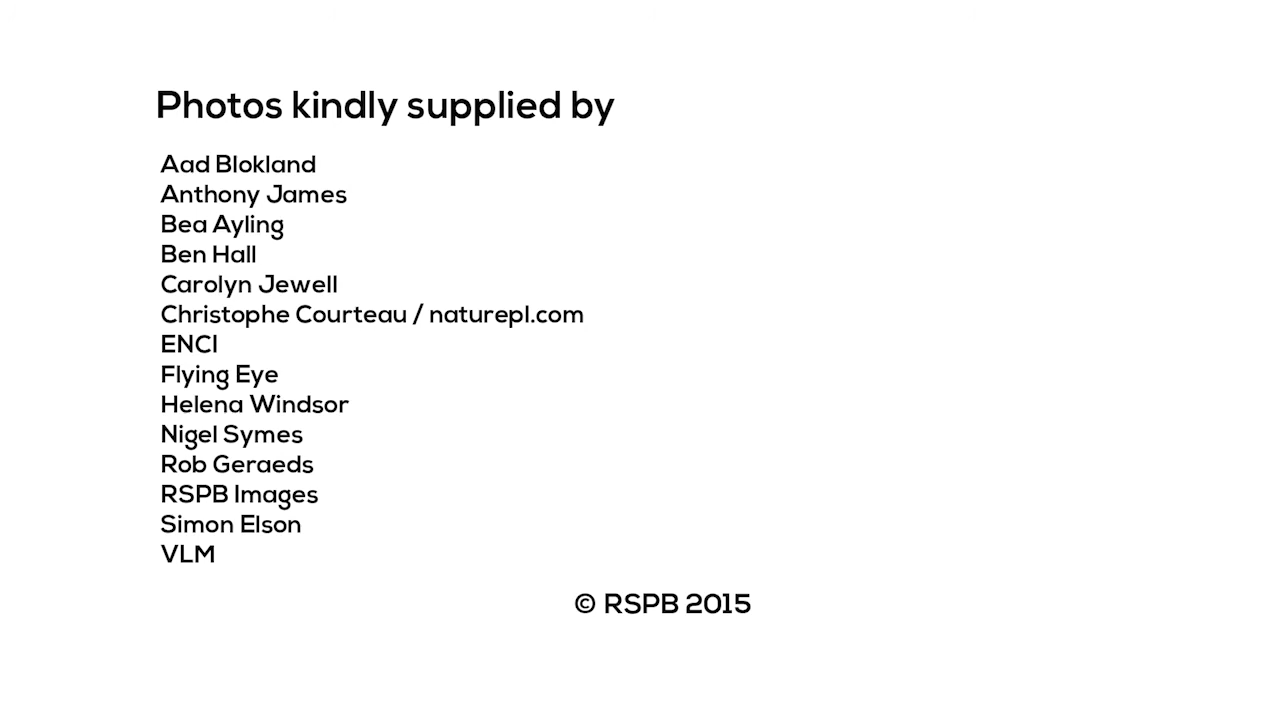 Photos kindly supplied by
Aad Blokland
Anthony James
Bea Ayling
Ben Hall
Carolyn Jewell
Christophe Courteau / naturepl.com
ENCI
Flying Eye
Helena Windsor
Nigel Symes
Rob Geraeds
RSPB Images
Simon Elson
VLM
© RSPB 2015